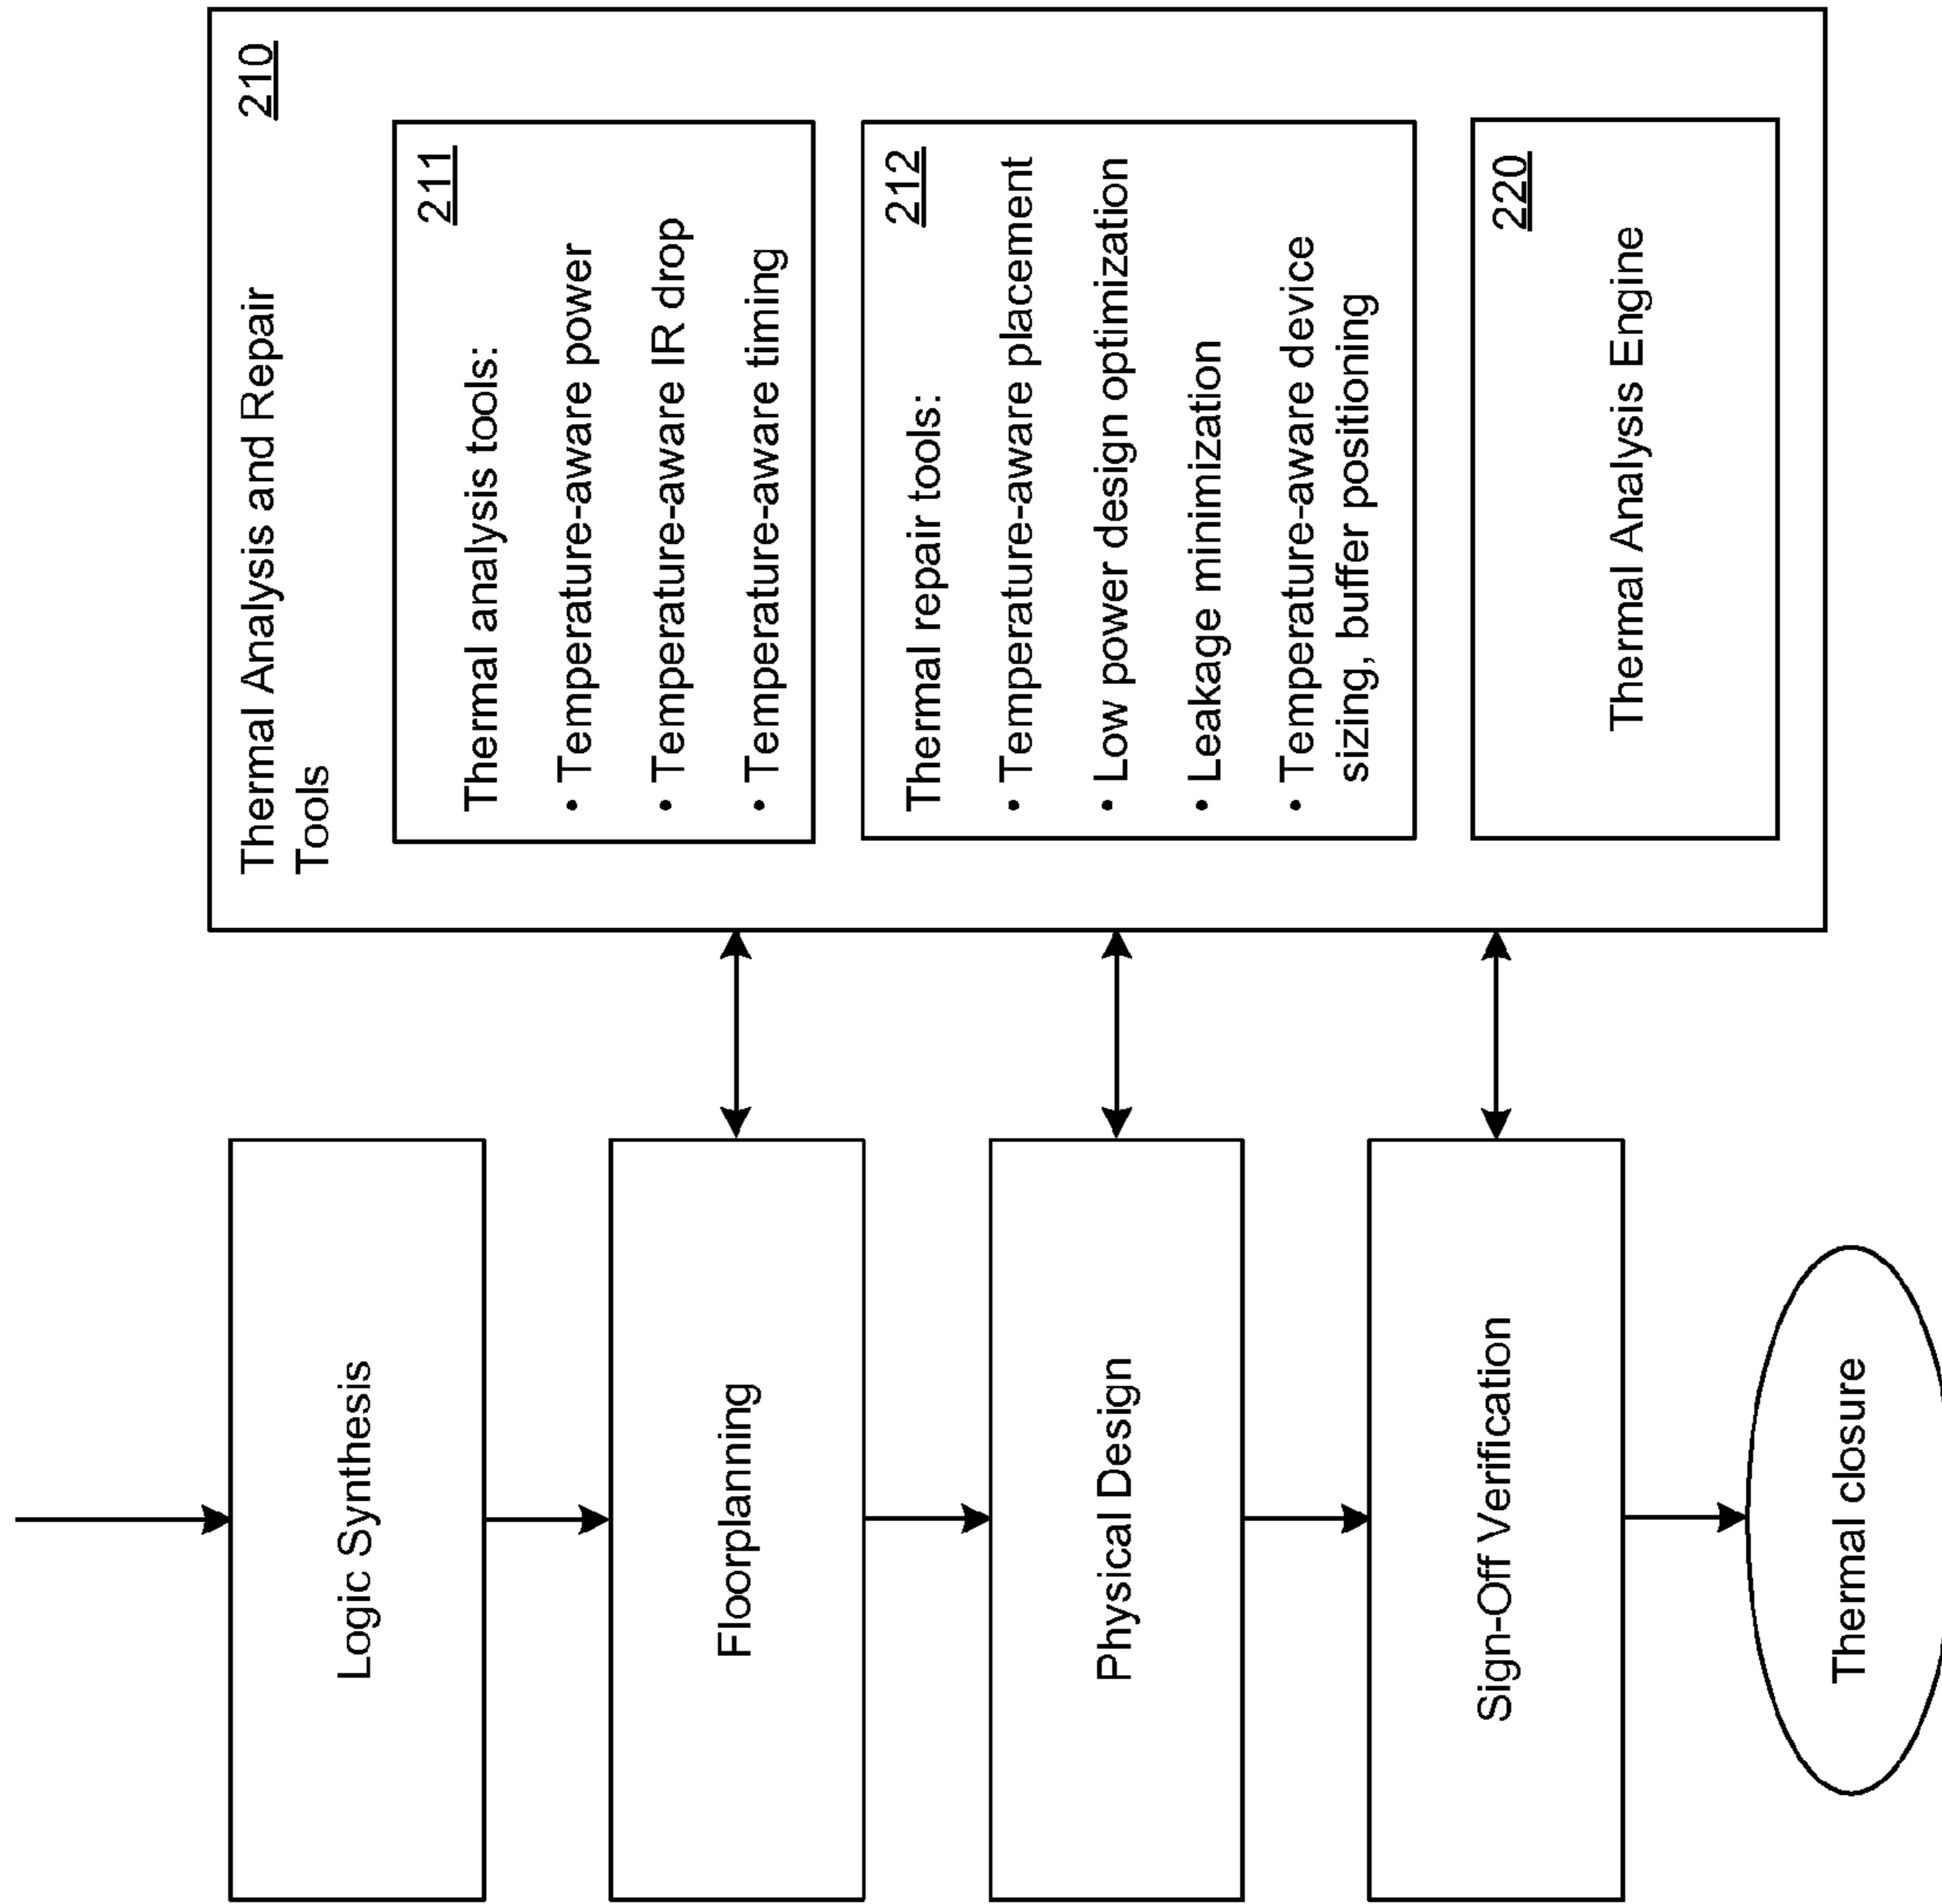 Logic Synthesis
Floorplanning
Physical Design
Sign-Off Verification
Thermal closure
Thermal Analysis and Repair
Tools
210
211
Thermal analysis tools:
• Temperature-aware power
• Temperature-aware IR drop
• Temperature-aware timing
212
Thermal repair tools:
• Temperature-aware placement
• Low power design optimization
• Leakage minimization
• Temperature-aware device
sizing, buffer positioning
220
Thermal Analysis Engine